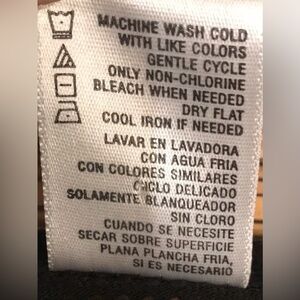 MACHINE WASH COLD
WITH LIKE COLORS
GENTLE CYCLE
ONLY NON-CHLORINE
BLEACH WHEN NEEDED
DRY FLAT
COOL IRON IF NEEDED
LAVAR EN LAVADORA
CON AGUA FRIA
CON COLORES SIMILARES
CICLO DELICADO
SOLAMENTE BLANQUEADOR
SIN CLORO
CUANDO SE NECESITE
SECAR SOBRE SUPERFICIE
PLANA PLANCHA FRIA,
SI ES NECESARIO